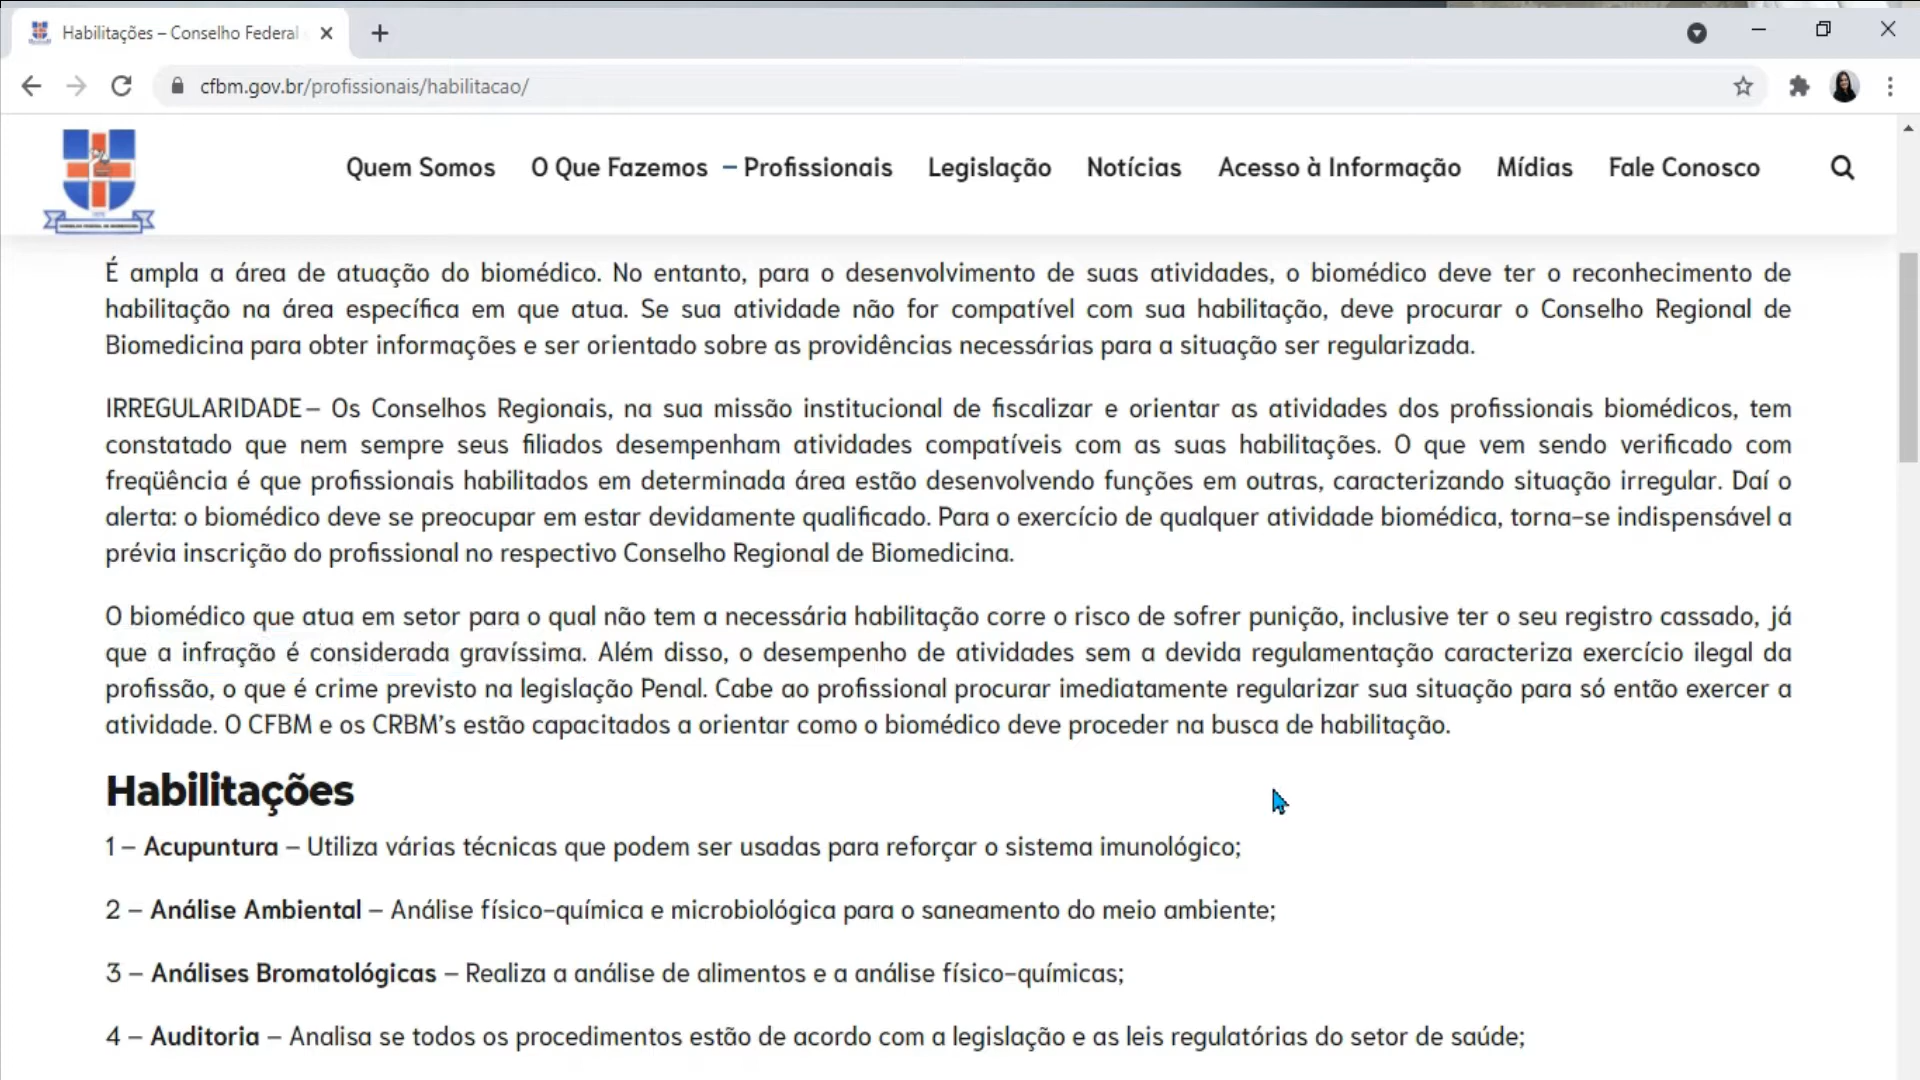 Habilitações – Conselho Federal
cfbm.gov.br/profissionais/habilitacao/
Quem Somos O Que Fazemos – Profissionais Legislação Notícias Acesso à Informação Mídias Fale Conosco
É ampla a área de atuação do biomédico. No entanto, para o desenvolvimento de suas atividades, o biomédico deve ter o reconhecimento de
habilitação na área específica em que atua. Se sua atividade não for compatível com sua habilitação, deve procurar o Conselho Regional de
Biomedicina para obter informações e ser orientado sobre as providências necessárias para a situação ser regularizada.
IRREGULARIDADE – Os Conselhos Regionais, na sua missão institucional de fiscalizar e orientar as atividades dos profissionais biomédicos, tem
constatado que nem sempre seus filiados desempenham atividades compatíveis com as suas habilitações. O que vem sendo verificado com
freqüência é que profissionais habilitados em determinada área estão desenvolvendo funções em outras, caracterizando situação irregular. Daí o
alerta: o biomédico deve se preocupar em estar devidamente qualificado. Para o exercício de qualquer atividade biomédica, torna-se indispensável a
prévia inscrição do profissional no respectivo Conselho Regional de Biomedicina.
O biomédico que atua em setor para o qual não tem a necessária habilitação corre o risco de sofrer punição, inclusive ter o seu registro cassado, já
que a infração é considerada gravíssima. Além disso, o desempenho de atividades sem a devida regulamentação caracteriza exercício ilegal da
profissão, o que é crime previsto na legislação Penal. Cabe ao profissional procurar imediatamente regularizar sua situação para só então exercer a
atividade. O CFBM e os CRBM’s estão capacitados a orientar como o biomédico deve proceder na busca de habilitação.
Habilitações
1 – Acupuntura – Utiliza várias técnicas que podem ser usadas para reforçar o sistema imunológico;
2 – Análise Ambiental – Análise físico-química e microbiológica para o saneamento do meio ambiente;
3 – Análises Bromatológicas – Realiza a análise de alimentos e a análise físico-químicas;
4 – Auditoria – Analisa se todos os procedimentos estão de acordo com a legislação e as leis regulatórias do setor de saúde;